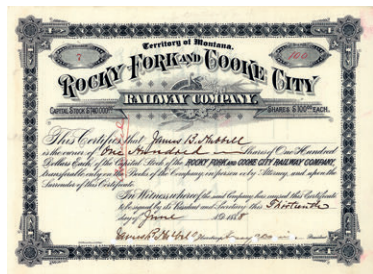 Territory of Montana.
7
100
ROCKY FORK AND COOKE CITY
RAILWAY COMPANY.
SHARES $100 EACH.
This Certifies that James B. Hubbell
is the owner of One Hundred Shares of One Hundred
Dollars Each, of the Capital Stock of the ROCKY FORK AND COOKE CITY RAILWAY COMPANY,
transferable only on the Books of the Company in person or by Attorney, and upon the
Surrender of this Certificate.
In Witness whereof the said Company has caused this Certificate
to be signed by its President and Secretary this Thirteenth
day of June 1888